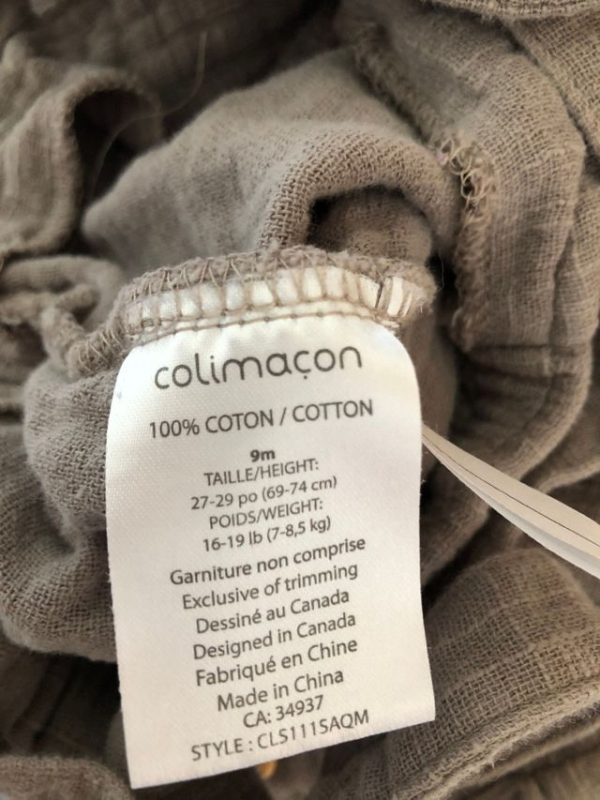 colimaçon
100% COTON / COTTON
9m
TAILLE/HEIGHT:
27-29 po (69-74 cm)
POIDS/WEIGHT:
16-19 lb (7-8,5 kg)
Garniture non comprise
Exclusive of trimming
Dessiné au Canada
Designed in Canada
Fabriqué en Chine
Made in China
CA: 34937
STYLE : CLS111SAQM